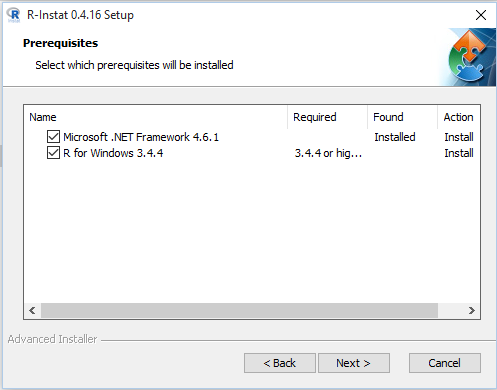 R-Instat 0.4.16 Setup
Prerequisites
Select which prerequisites will be installed
Name Required Found Action
Microsoft .NET Framework 4.6.1 Installed Install
R for Windows 3.4.4 3.4.4 or hig... Install
Advanced Installer
< Back Next > Cancel